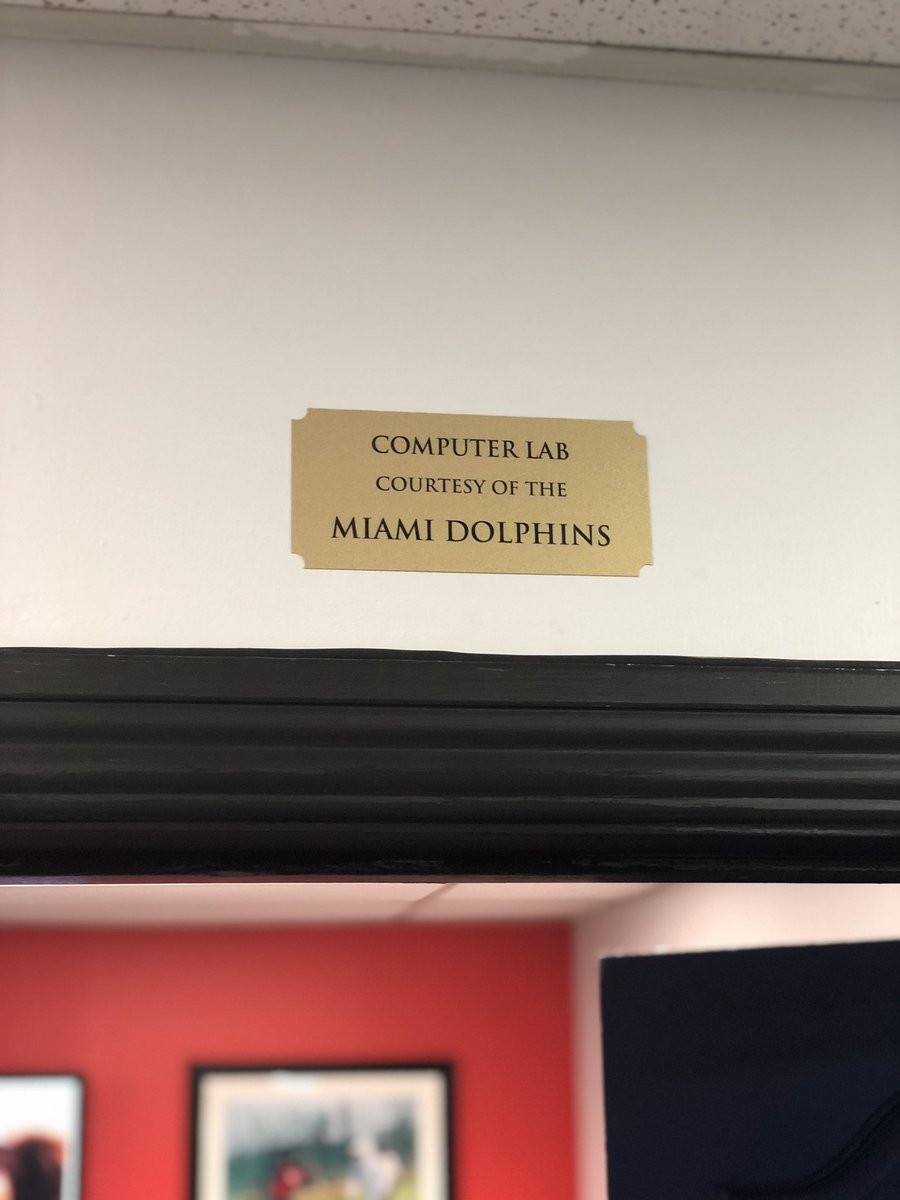 COMPUTER LAB
COURTESY OF THE
MIAMI DOLPHINS